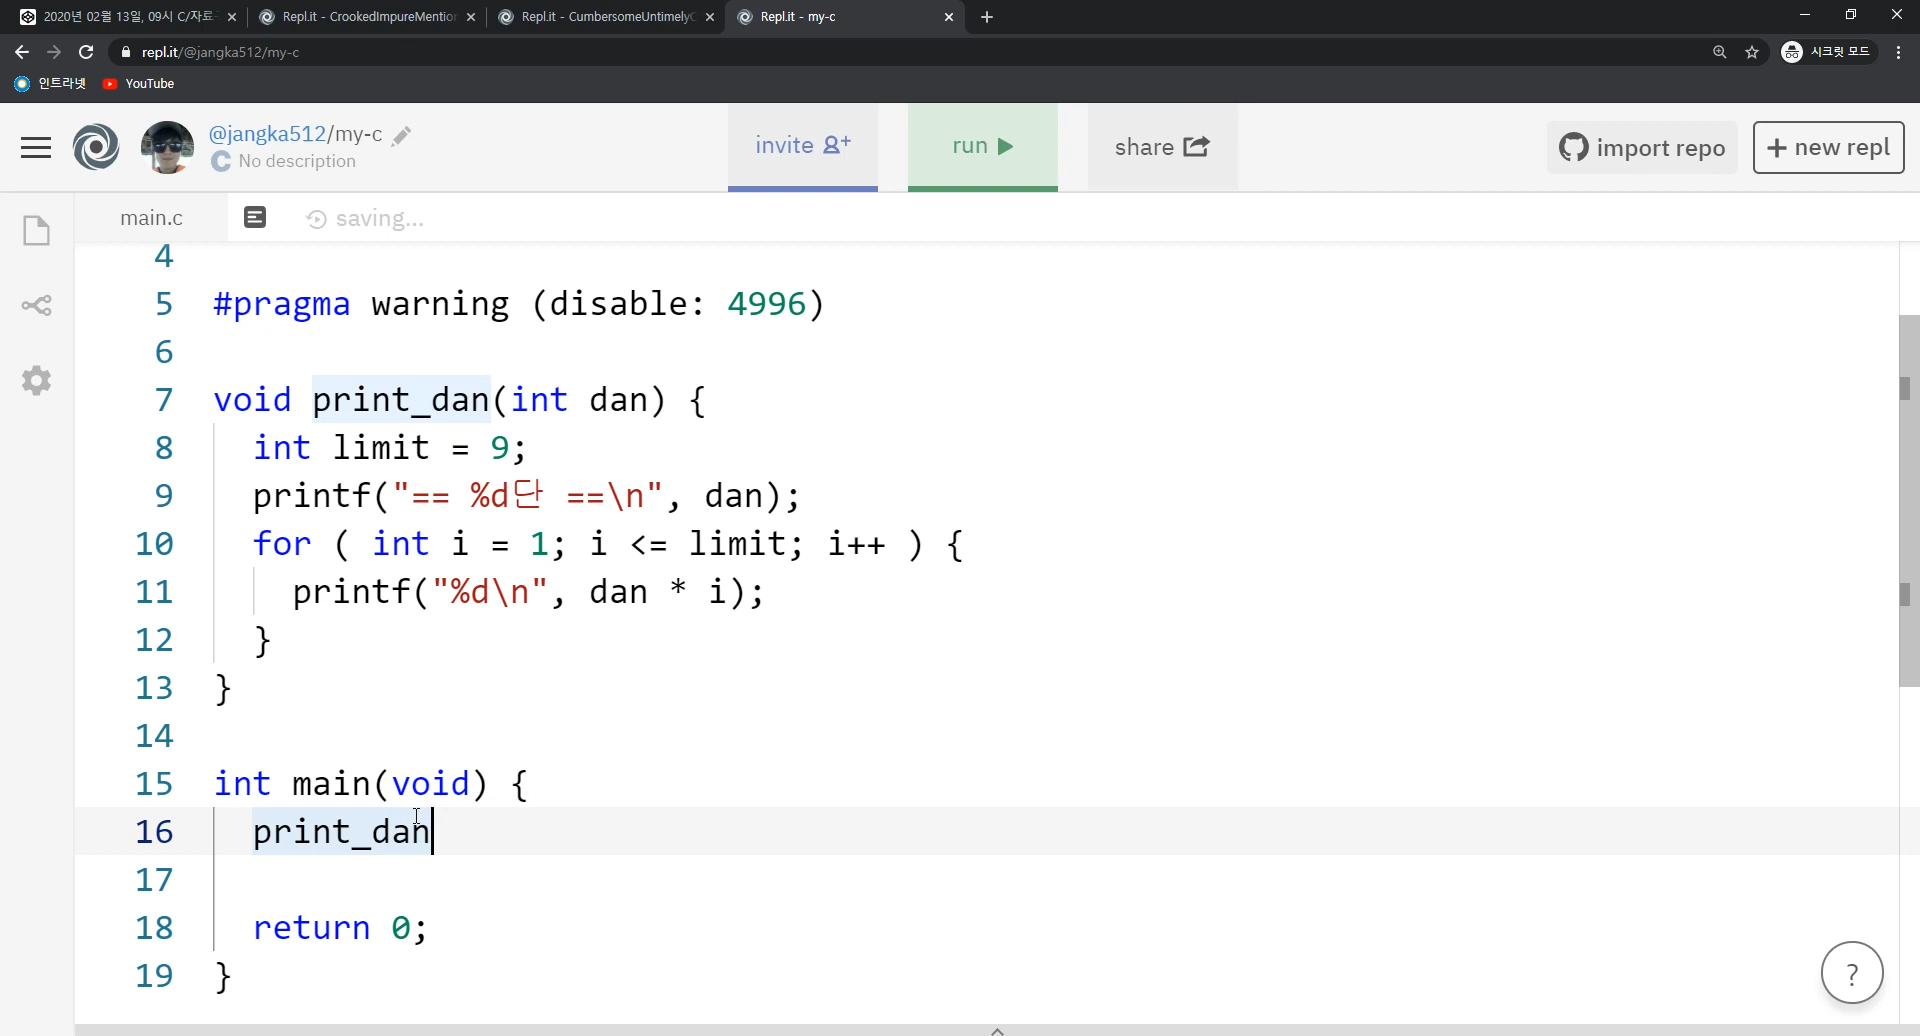 2020년 02월 13일, 09시 C/자료
Repl.it - CrookedImpureMention
Repl.it - CumbersomeUntimelyC
Repl.it - my-c
repl.it/@jangka512/my-c
시크릿 모드
인트라넷
YouTube
@jangka512/my-c
No description
invite
run
share
import repo
+ new repl
main.c
saving...
4
5 #pragma warning (disable: 4996)
6
7 void print_dan(int dan) {
8 int limit = 9;
9 printf("== %d단 ==\n", dan);
10 for ( int i = 1; i <= limit; i++ ) {
11 printf("%d\n", dan * i);
12 }
13 }
14
15 int main(void) {
16 print_dan
17
18 return 0;
19 }
?